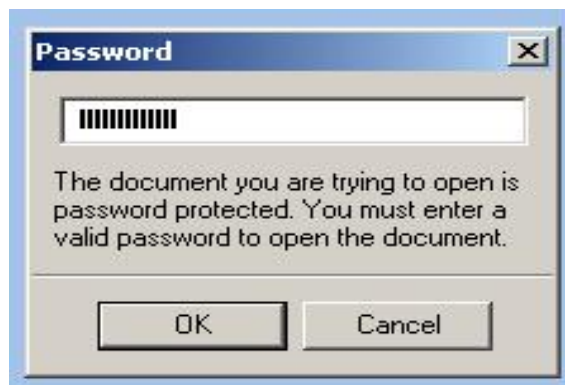 Password
The document you are trying to open is
password protected. You must enter a
valid password to open the document.
OK
Cancel